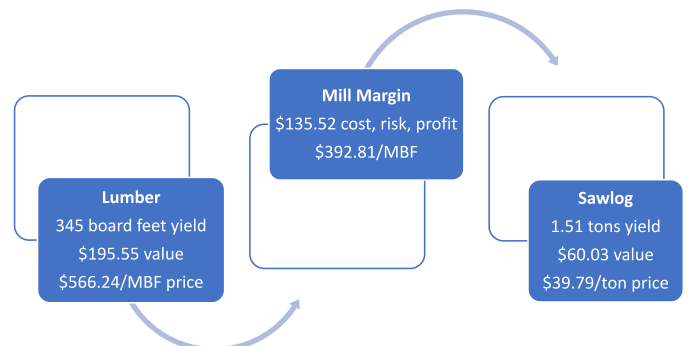 Lumber
345 board feet yield
$195.55 value
$566.24/MBF price
Mill Margin
$135.52 cost, risk, profit
$392.81/MBF
Sawlog
1.51 tons yield
$60.03 value
$39.79/ton price